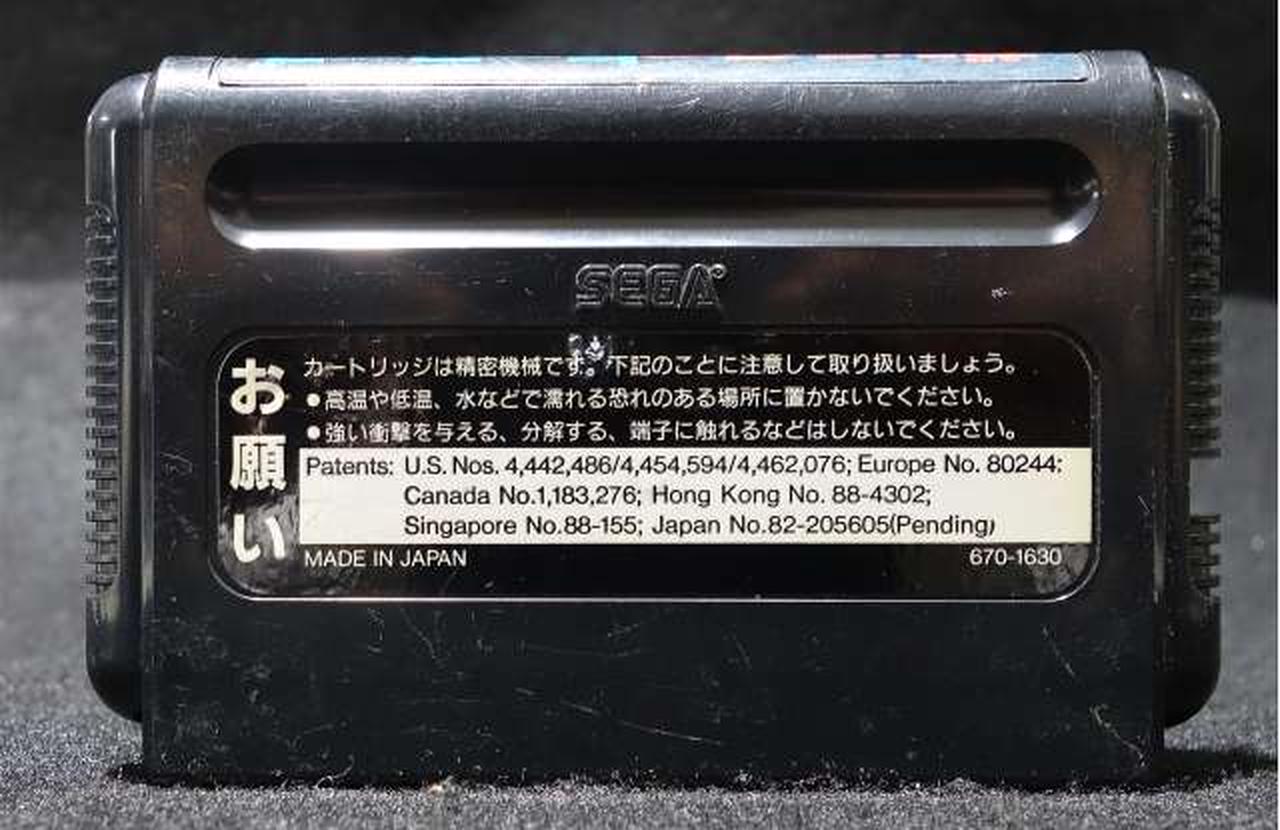 SEGA®
お願い
カートリッジは精密機械です。下記のことに注意して取り扱いましょう。
●高温や低温、水などで濡れる恐れのある場所に置かないでください。
●強い衝撃を与える、分解する、端子に触れるなどはしないでください。
Patents: U.S. Nos. 4,442,486/4,454,594/4,462,076; Europe No. 80244:
Canada No.1,183,276; Hong Kong No. 88-4302;
Singapore No.88-155; Japan No.82-205605(Pending)
MADE IN JAPAN
670-1630